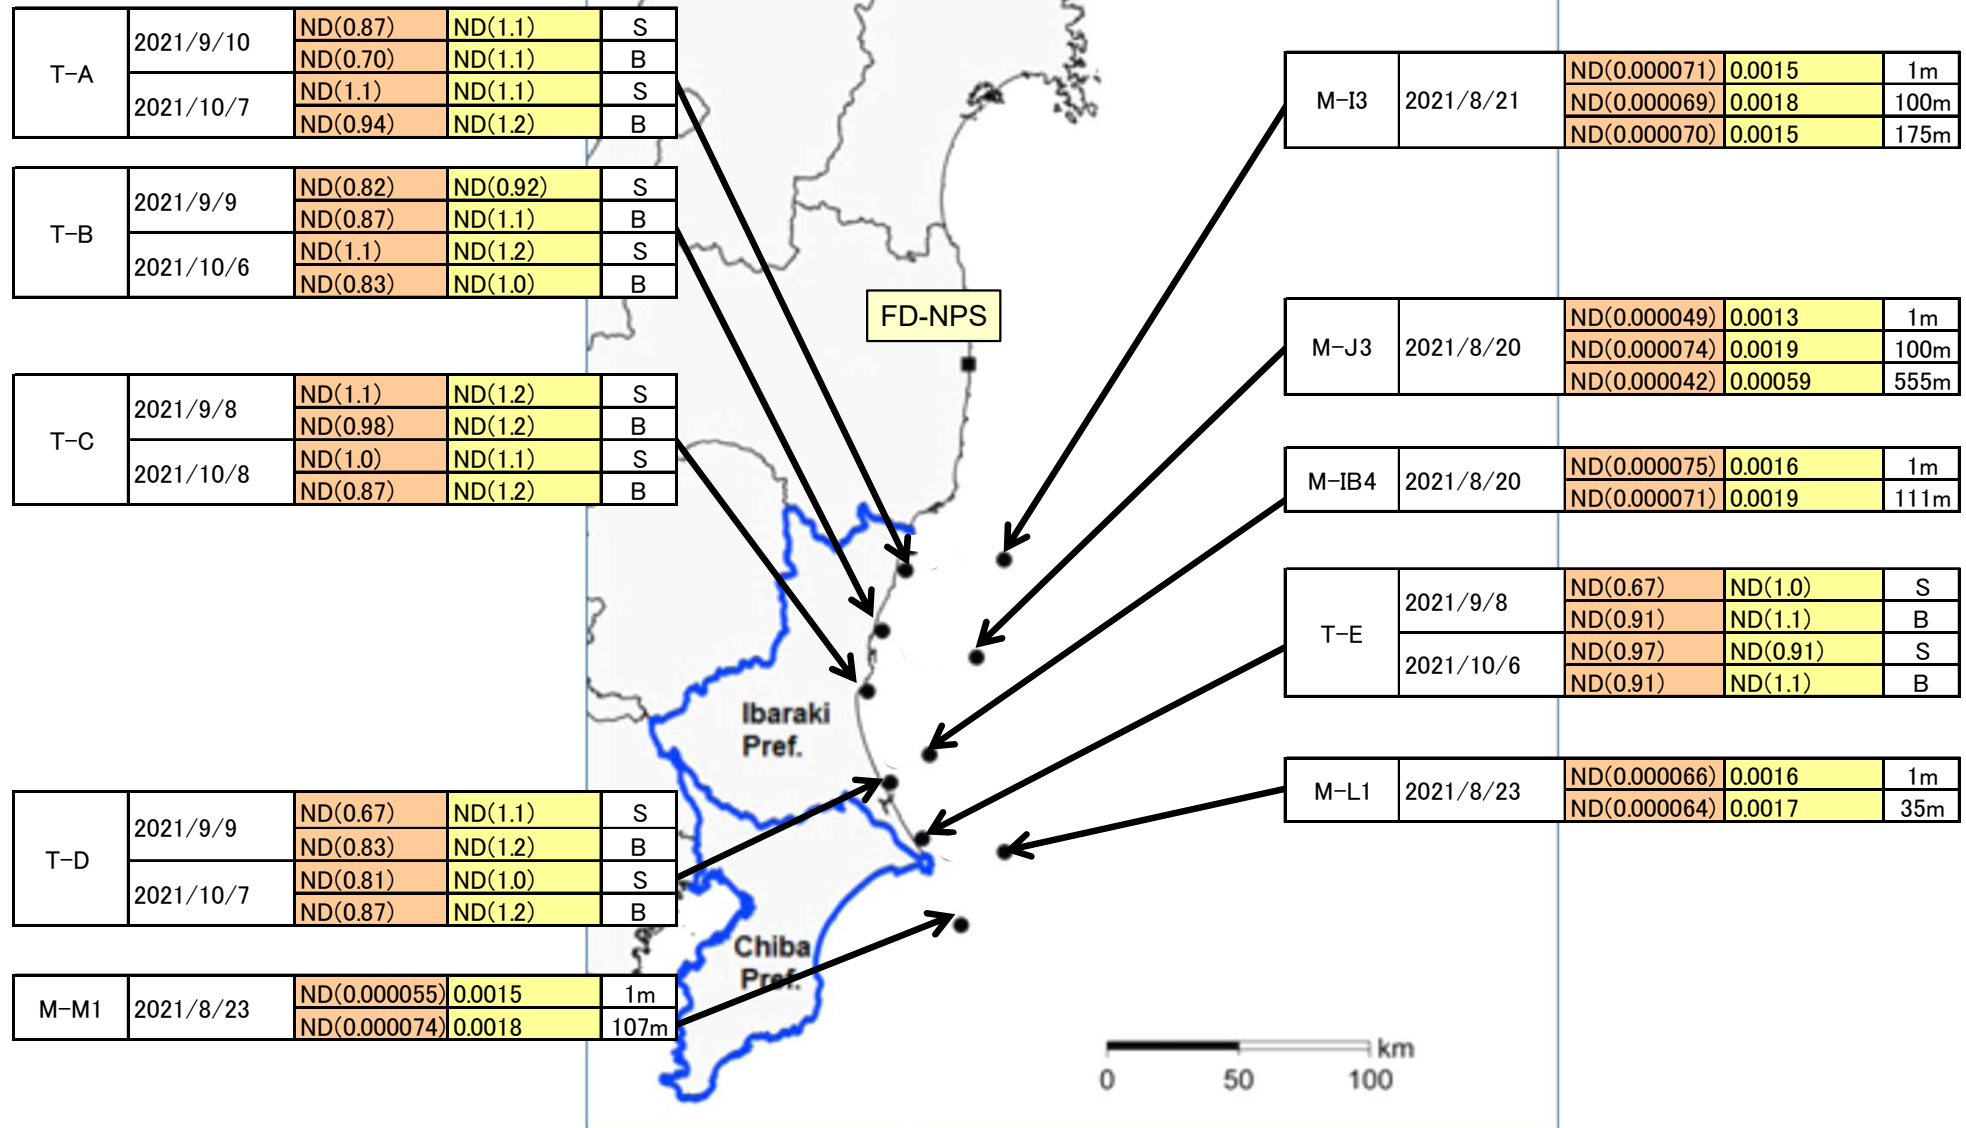 T-A 2021/9/10 ND(0.87) ND(1.1) S
ND(0.70) ND(1.1) B
2021/10/7 ND(1.1) ND(1.1) S
ND(0.94) ND(1.2) B
T-B 2021/9/9 ND(0.82) ND(0.92) S
ND(0.87) ND(1.1) B
2021/10/6 ND(1.1) ND(1.2) S
ND(0.83) ND(1.0) B
T-C 2021/9/8 ND(1.1) ND(1.2) S
ND(0.98) ND(1.2) B
2021/10/8 ND(1.0) ND(1.1) S
ND(0.87) ND(1.2) B
T-D 2021/9/9 ND(0.67) ND(1.1) S
ND(0.83) ND(1.2) B
2021/10/7 ND(0.81) ND(1.0) S
ND(0.87) ND(1.2) B
M-M1 2021/8/23 ND(0.000055) 0.0015 1m
ND(0.000074) 0.0018 107m
FD-NPS
Ibaraki
Pref.
Chiba
Pref.
M-I3 2021/8/21 ND(0.000071) 0.0015 1m
ND(0.000069) 0.0018 100m
ND(0.000070) 0.0015 175m
M-J3 2021/8/20 ND(0.000049) 0.0013 1m
ND(0.000074) 0.0019 100m
ND(0.000042) 0.00059 555m
M-IB4 2021/8/20 ND(0.000075) 0.0016 1m
ND(0.000071) 0.0019 111m
T-E 2021/9/8 ND(0.67) ND(1.0) S
ND(0.91) ND(1.1) B
2021/10/6 ND(0.97) ND(0.91) S
ND(0.91) ND(1.1) B
M-L1 2021/8/23 ND(0.000066) 0.0016 1m
ND(0.000064) 0.0017 35m
km
0 50 100